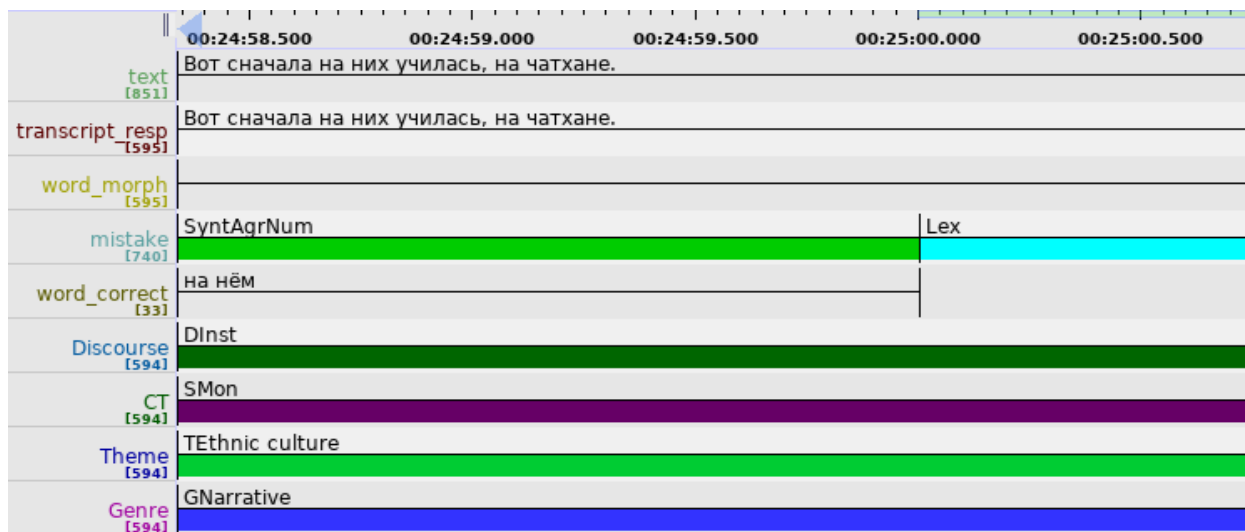 00:24:58.500 00:24:59.000 00:24:59.500 00:25:00.000 00:25:00.500
Вот сначала на них училась, на чатхане.
text
[851]
Вот сначала на них училась, на чатхане.
transcript_resp
[595]
word_morph
[595]
SyntAgrNum Lex
mistake
[740]
на нём
word_correct
[33]
DInst
Discourse
[594]
SMon
CT
[594]
TEthnic culture
Theme
[594]
GNarrative
Genre
[594]